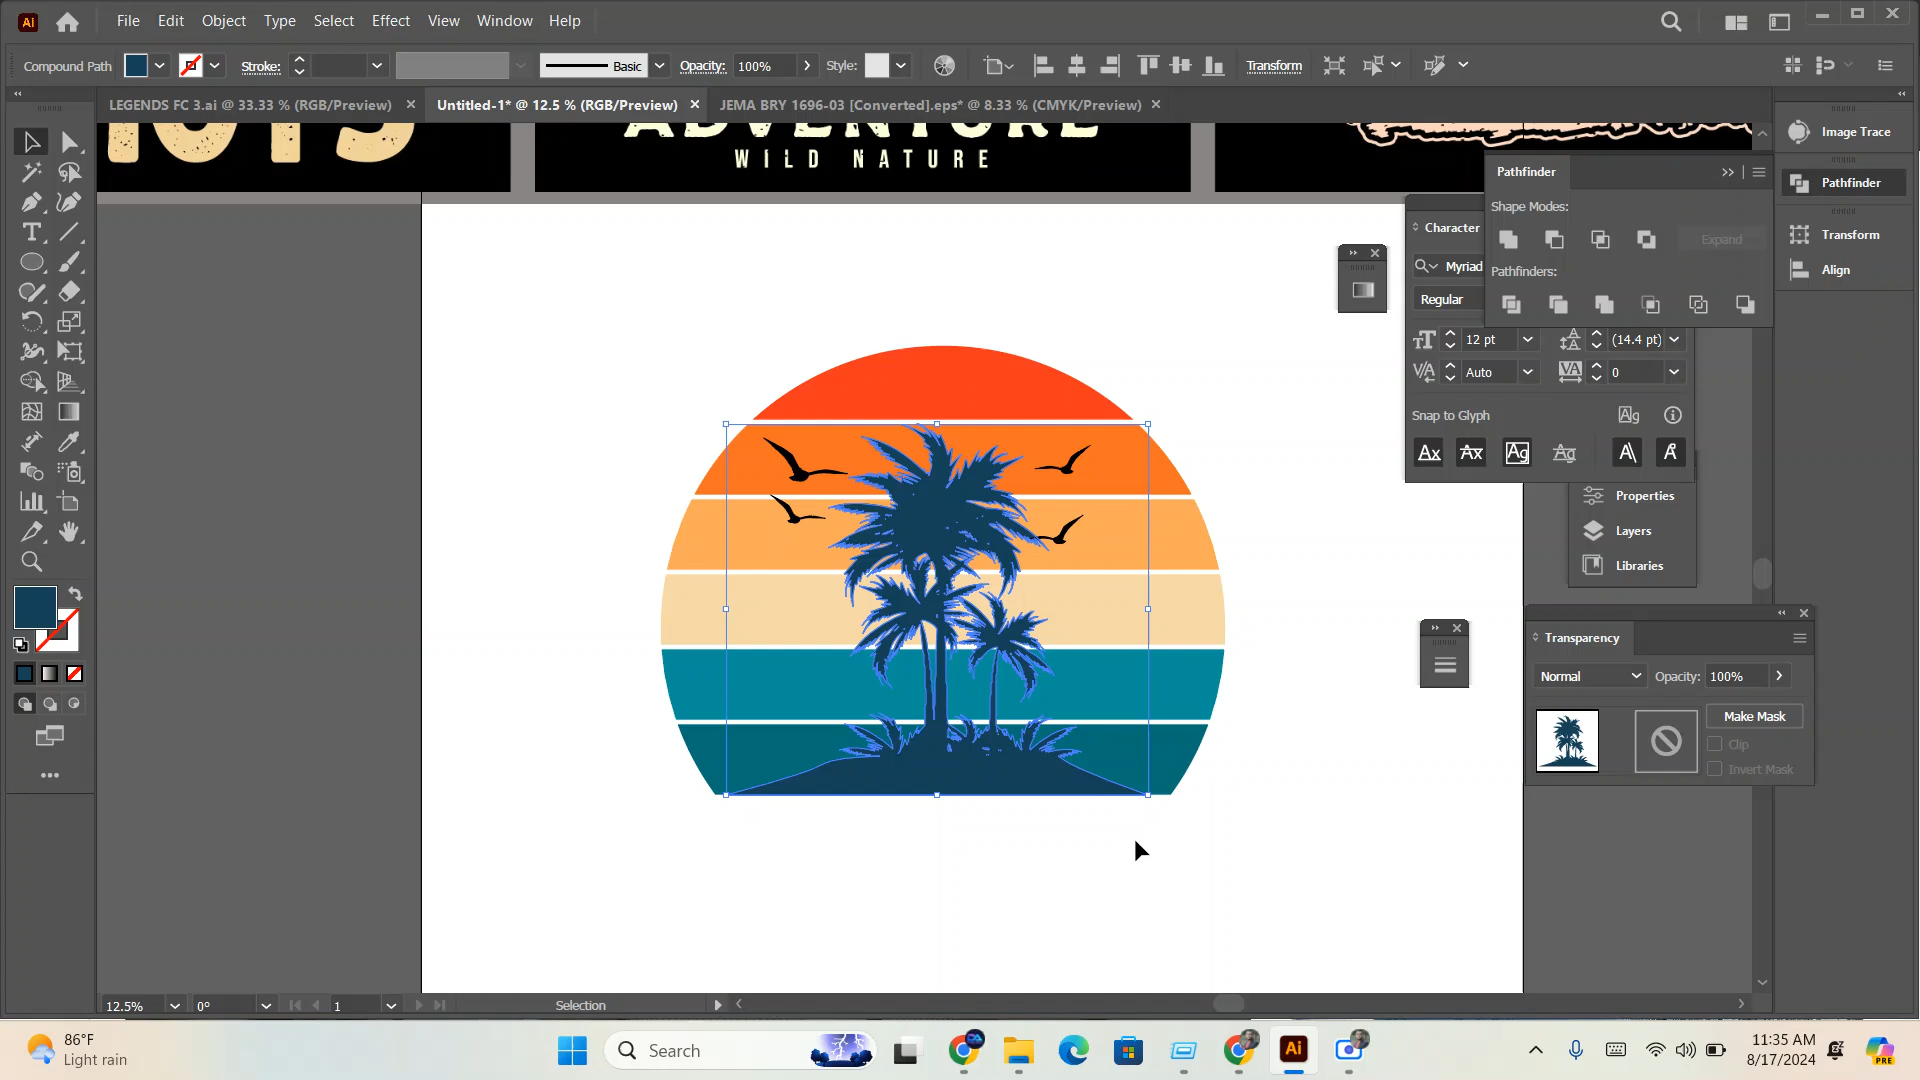 Ai File Edit Object Type Select Effect View Window Help
Compound Path Stroke: Basic Opacity: 100% Style: Transform
LEGENDS FC 3.ai @ 33.33 % (RGB/Preview) × Untitled-1* @ 12.5 % (RGB/Preview) × JEMA BRY 1696-03 [Converted].eps* @ 8.33 % (CMYK/Preview) ×
ADVENTURE
WILD NATURE
Image Trace
Pathfinder
Transform
Align
Pathfinder
Shape Modes:
Expand
Pathfinders:
Character
Myriad
Regular
12 pt (14.4 pt)
Auto 0
Snap to Glyph
Properties
Layers
Libraries
Transparency
Normal Opacity: 100%
Make Mask
Clip
Invert Mask
12.5% 0° 1 Selection
86°F
Light rain
Search
Ai
11:35 AM
8/17/2024
PRE